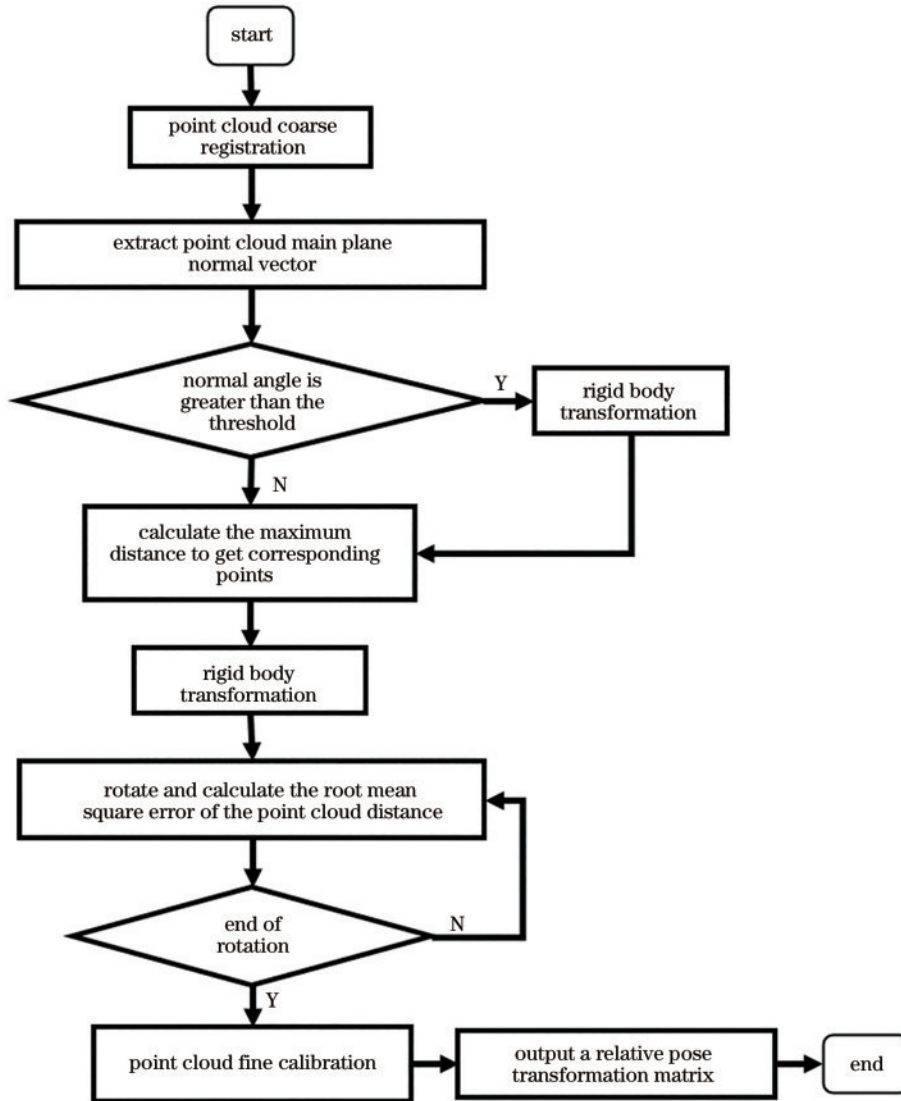 start
point cloud coarse
registration
extract point cloud main plane
normal vector
normal angle is
greater than the
threshold
Y
rigid body
transformation
N
calculate the maximum
distance to get corresponding
points
rigid body
transformation
rotate and calculate the root mean
square error of the point cloud distance
end of
rotation
N
Y
point cloud fine calibration
output a relative pose
transformation matrix
end